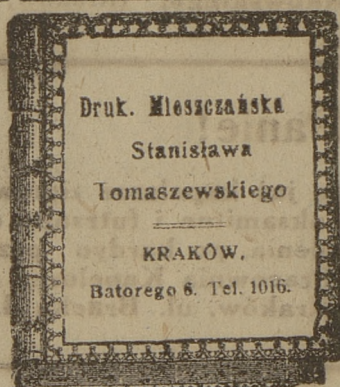 Druk. Mieszczańska
Stanisława
Tomaszewskiego
KRAKÓW,
Batorego 6. Tel. 1016.